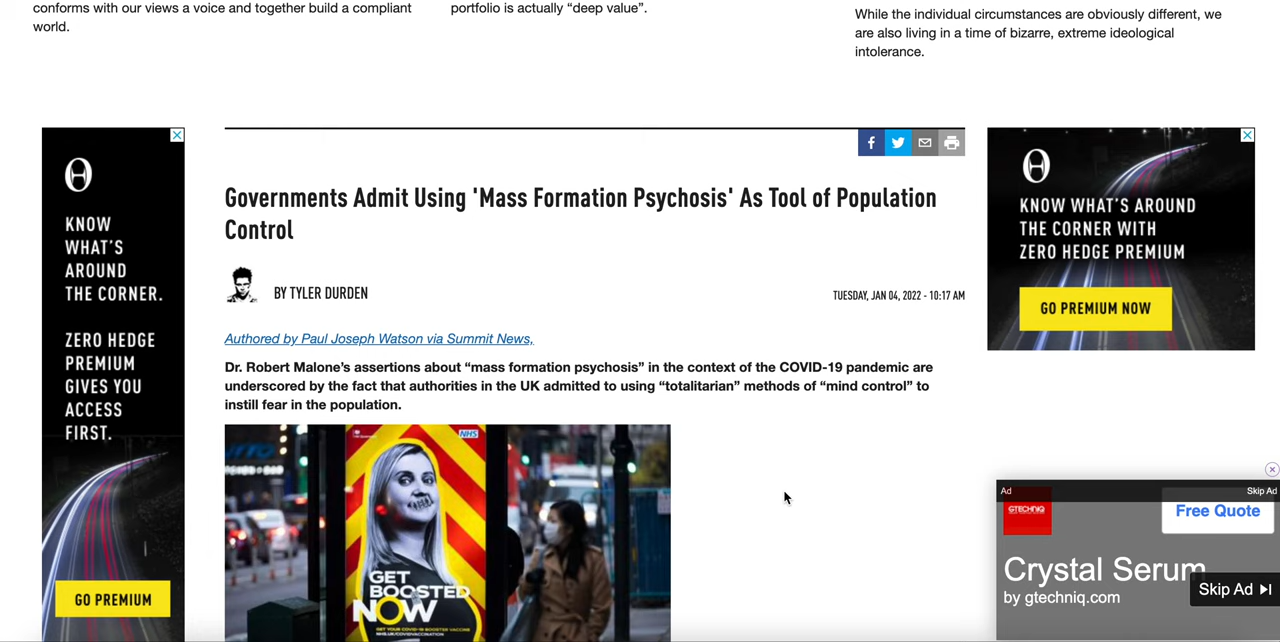 conforms with our views a voice and together build a compliant
world.
portfolio is actually “deep value”.
While the individual circumstances are obviously different, we
are also living in a time of bizarre, extreme ideological
intolerance.
KNOW
WHAT’S
AROUND
THE CORNER.
ZERO HEDGE
PREMIUM
GIVES YOU
ACCESS
FIRST.
GO PREMIUM
Governments Admit Using 'Mass Formation Psychosis' As Tool of Population
Control
BY TYLER DURDEN
TUESDAY, JAN 04, 2022 - 10:17 AM
Authored by Paul Joseph Watson via Summit News,
Dr. Robert Malone’s assertions about “mass formation psychosis” in the context of the COVID-19 pandemic are
underscored by the fact that authorities in the UK admitted to using “totalitarian” methods of “mind control” to
instill fear in the population.
NHS
GET
BOOSTED
NOW
KNOW WHAT’S AROUND
THE CORNER WITH
ZERO HEDGE PREMIUM
GO PREMIUM NOW
Ad
Skip Ad
GTECHNIQ
Free Quote
Crystal Serum
by gtechniq.com
Skip Ad